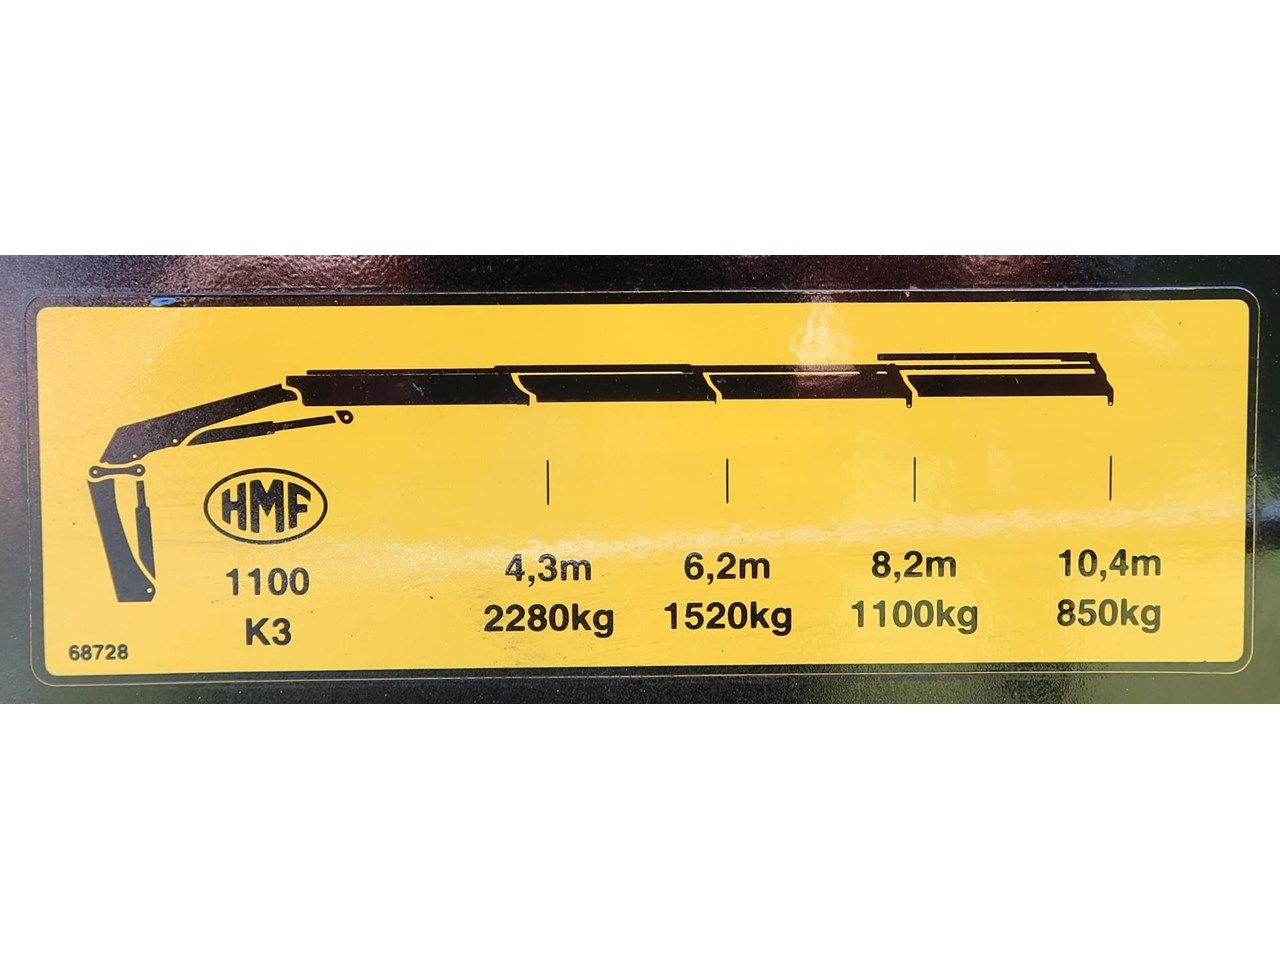 HMF
1100
K3
68728
4,3m 6,2m 8,2m 10,4m
2280kg 1520kg 1100kg 850kg